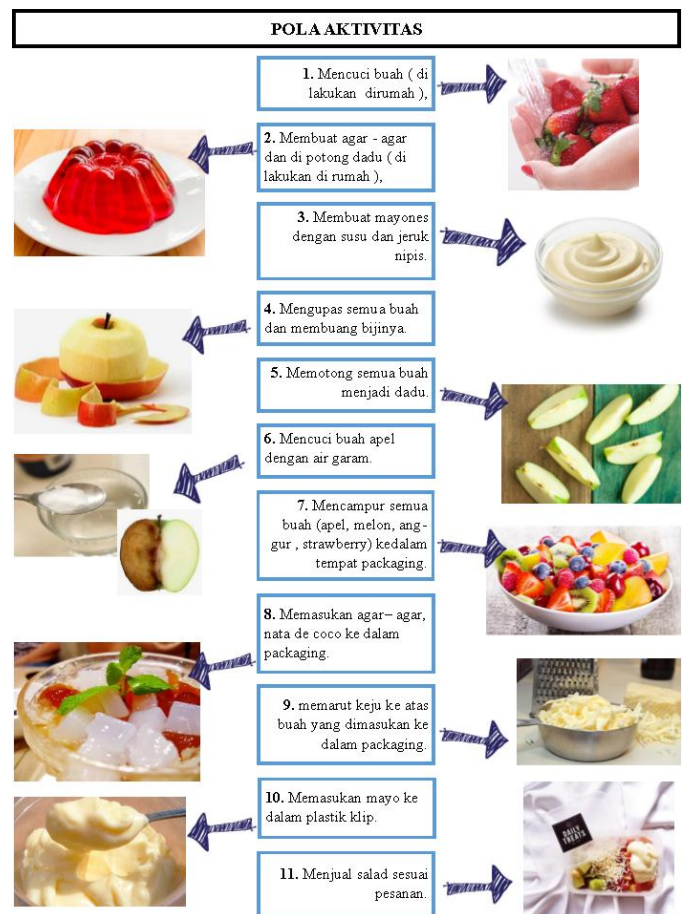 POLA AKTIVITAS
1. Mencuci buah ( di
lakukan dirumah ),
2. Membuat agar - agar
dan di potong dadu ( di
lakukan di rumah ),
3. Membuat mayones
dengan susu dan jeruk
nipis.
4. Mengupas semua buah
dan membuang bijinya.
5. Memotong semua buah
menjadi dadu.
6. Mencuci buah apel
dengan air garam.
7. Mencampur semua
buah (apel, melon, ang-
gur , strawberry) kedalam
tempat packaging.
8. Memasukan agar– agar,
nata de coco ke dalam
packaging.
9. memarut keju ke atas
buah yang dimasukan ke
dalam packaging.
10. Memasukan mayo ke
dalam plastik klip.
DAILY
TREATS
11. Menjual salad sesuai
pesanan.